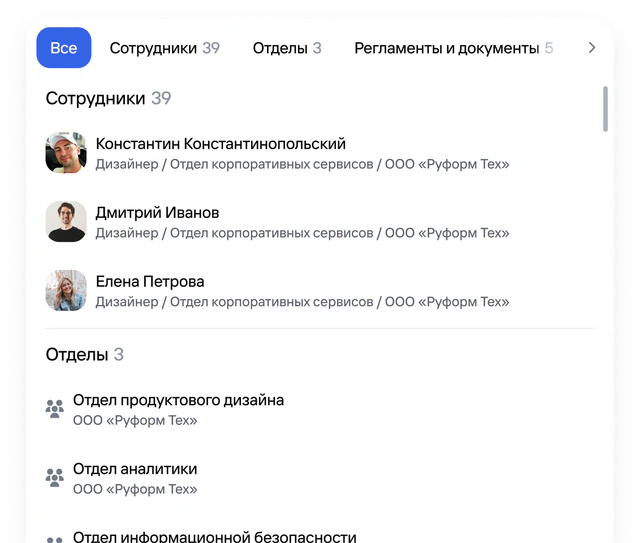 Все Сотрудники 39 Отделы 3 Регламенты и документы 5
Сотрудники 39
Константин Константинопольский
Дизайнер / Отдел корпоративных сервисов / ООО «Руформ Тех»
Дмитрий Иванов
Дизайнер / Отдел корпоративных сервисов / ООО «Руформ Тех»
Елена Петрова
Дизайнер / Отдел корпоративных сервисов / ООО «Руформ Тех»
Отделы 3
Отдел продуктового дизайна
ООО «Руформ Тех»
Отдел аналитики
ООО «Руформ Тех»
Отдел информационной безопасности